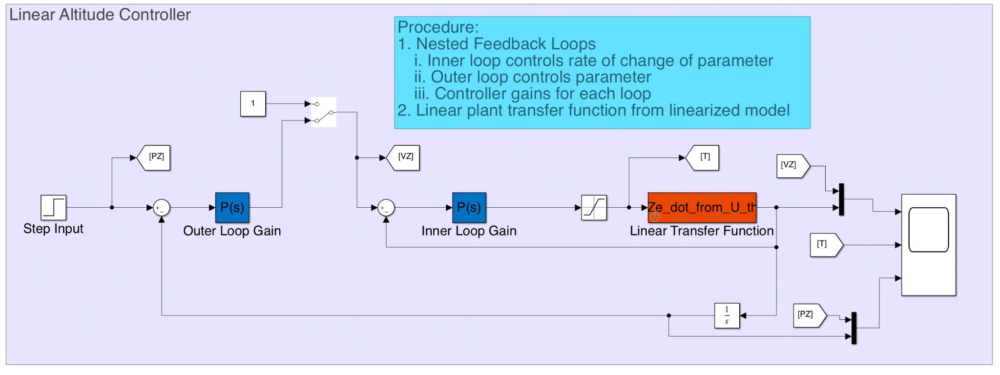 Linear Altitude Controller
Procedure:
1. Nested Feedback Loops
i. Inner loop controls rate of change of parameter
ii. Outer loop controls parameter
iii. Controller gains for each loop
2. Linear plant transfer function from linearized model
1
[PZ]
[VZ]
[T]
[VZ]
+
−
P(s)
+
−
P(s)
Ze_dot_from_U_th
Step Input
Outer Loop Gain
Inner Loop Gain
Linear Transfer Function
[T]
1
s
[PZ]